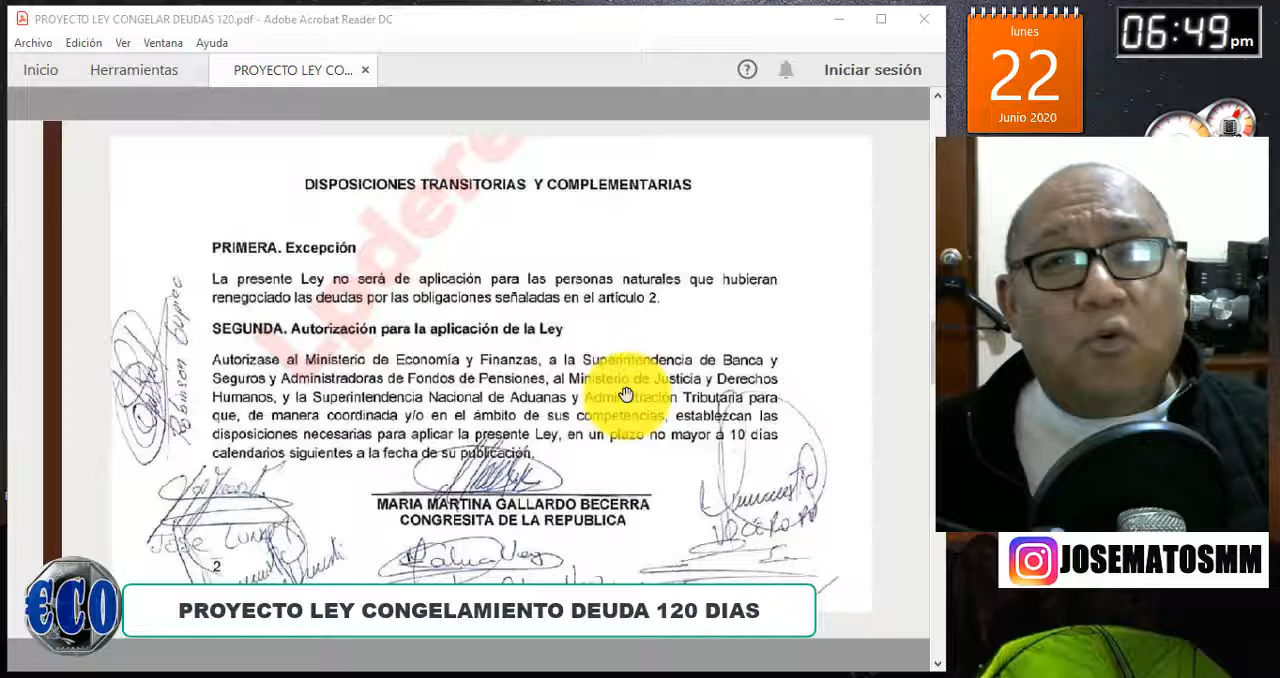 PROYECTO LEY CONGELAR DEUDAS 120.pdf - Adobe Acrobat Reader DC
Archivo Edición Ver Ventana Ayuda
Inicio Herramientas PROYECTO LEY CO... × Iniciar sesión
lunes
22
Junio 2020
06:49 pm
DISPOSICIONES TRANSITORIAS Y COMPLEMENTARIAS
PRIMERA. Excepción
La presente Ley no será de aplicación para las personas naturales que hubieran
renegociado las deudas por las obligaciones señaladas en el artículo 2.
SEGUNDA. Autorización para la aplicación de la Ley
Autorizase al Ministerio de Economía y Finanzas, a la Superintendencia de Banca y
Seguros y Administradoras de Fondos de Pensiones, al Ministerio de Justicia y Derechos
Humanos, y la Superintendencia Nacional de Aduanas y Administración Tributaria para
que, de manera coordinada y/o en el ámbito de sus competencias, establezcan las
disposiciones necesarias para aplicar la presente Ley, en un plazo no mayor a 10 días
calendarios siguientes a la fecha de su publicación.
MARIA MARTINA GALLARDO BECERRA
CONGRESITA DE LA REPUBLICA
2
€CO
PROYECTO LEY CONGELAMIENTO DEUDA 120 DIAS
JOSEMATOSMM